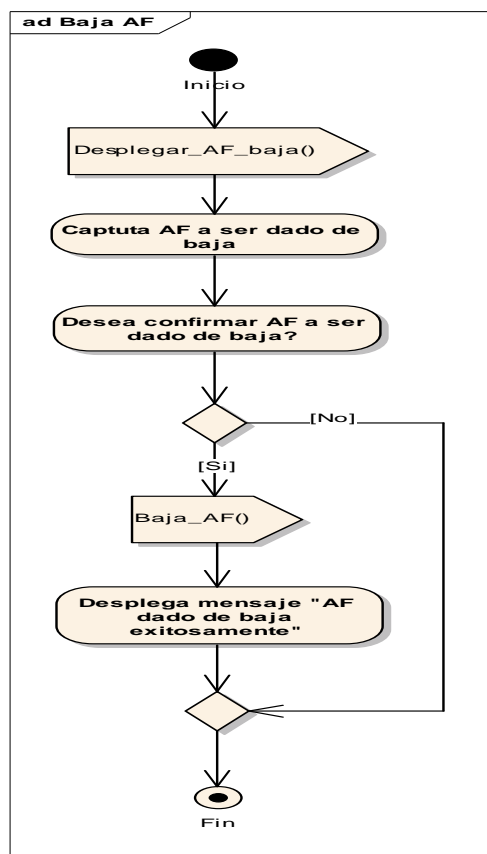 ad Baja AF
Inicio
Desplegar_AF_baja()
Captuta AF a ser dado de
baja
Desea confirmar AF a ser
dado de baja?
[No]
[Si]
Baja_AF()
Desplega mensaje "AF
dado de baja
exitosamente"
Fin